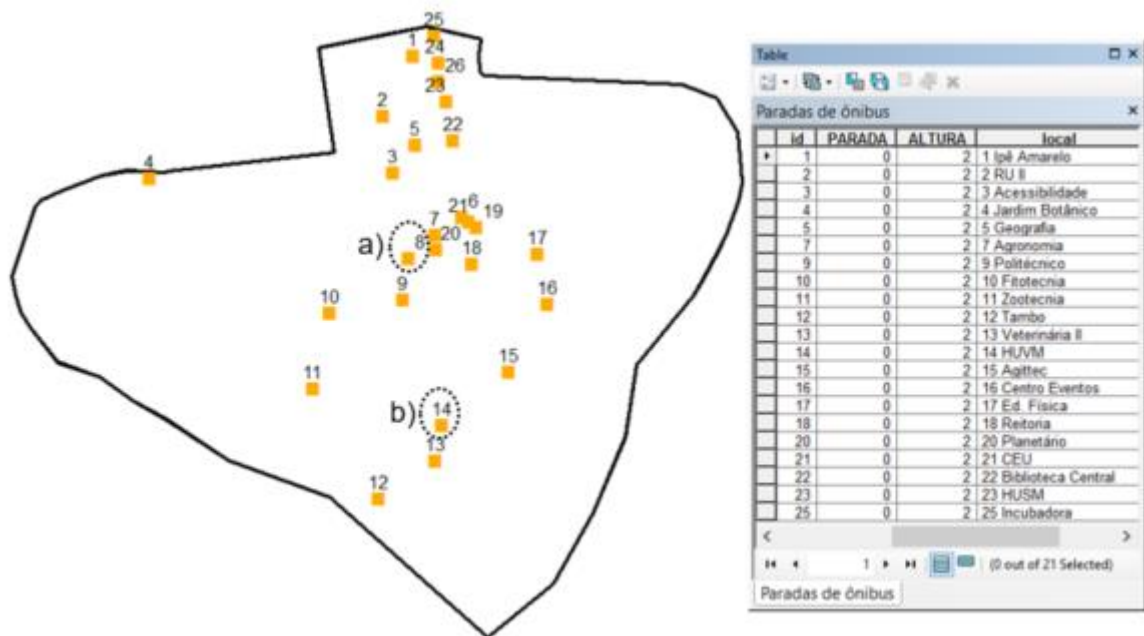 25
1
24
26
23
2
22
5
3
4
21
6
19
7
20
a)
8
18
17
9
16
10
15
11
b)
14
13
12
Table
Paradas de ônibus
id PARADA ALTURA local
1 0 2 1 Ipê Amarelo
2 0 2 2 RU II
3 0 2 3 Acessibilidade
4 0 2 4 Jardim Botânico
5 0 2 5 Geografia
7 0 2 7 Agronomia
9 0 2 9 Politécnico
10 0 2 10 Fitotecnia
11 0 2 11 Zootecnia
12 0 2 12 Tambo
13 0 2 13 Veterinária II
14 0 2 14 HUVM
15 0 2 15 Agittec
16 0 2 16 Centro Eventos
17 0 2 17 Ed. Física
18 0 2 18 Reitoria
20 0 2 20 Planetário
21 0 2 21 CEU
22 0 2 22 Biblioteca Central
23 0 2 23 HUSM
25 0 2 25 Incubadora
1 (0 out of 21 Selected)
Paradas de ônibus